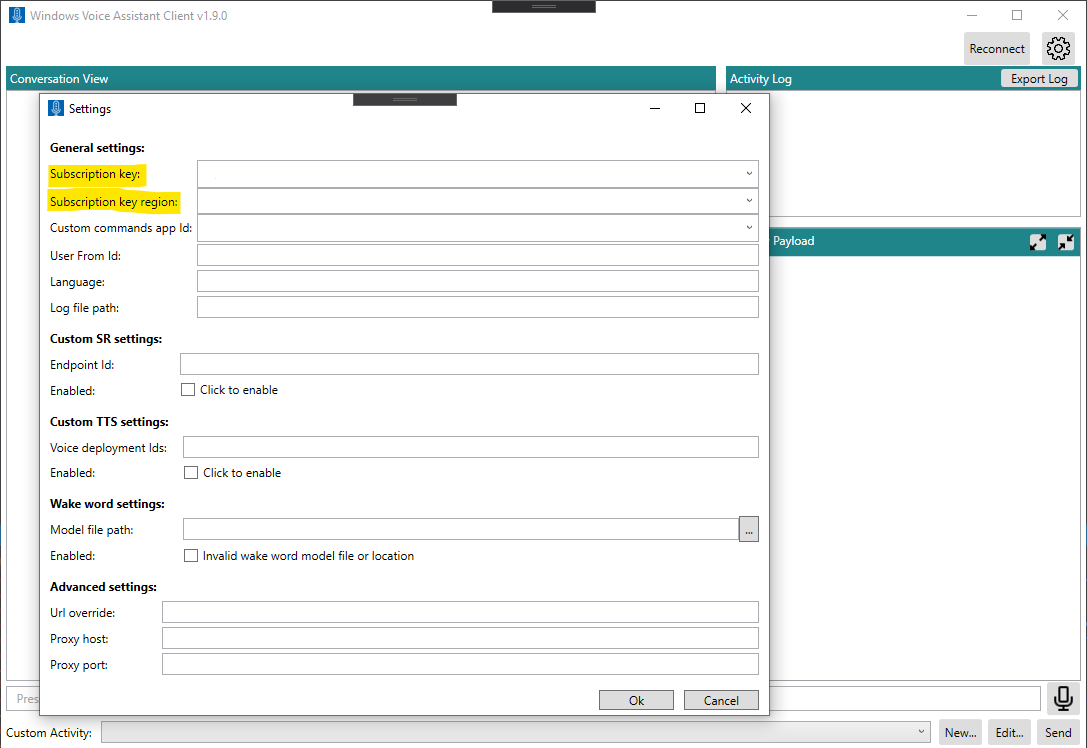 Windows Voice Assistant Client v1.9.0
Reconnect
Conversation View
Activity Log
Export Log
Settings
General settings:
Subscription key:
Subscription key region:
Custom commands app Id:
User From Id:
Language:
Log file path:
Custom SR settings:
Endpoint Id:
Enabled:
Click to enable
Custom TTS settings:
Voice deployment Ids:
Enabled:
Click to enable
Wake word settings:
Model file path:
...
Enabled:
Invalid wake word model file or location
Advanced settings:
Url override:
Proxy host:
Proxy port:
Ok
Cancel
Payload
Custom Activity:
New...
Edit...
Send